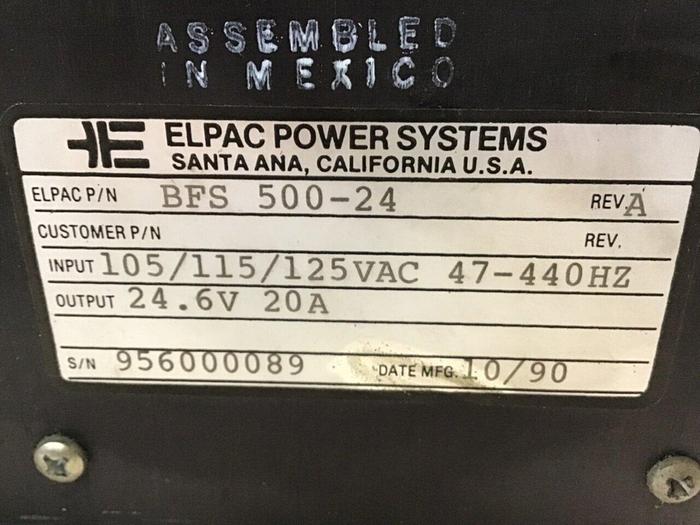 ASSEMBLED
IN MEXICO
ELPAC POWER SYSTEMS
SANTA ANA, CALIFORNIA U.S.A.
ELPAC P/N BFS 500-24 REV. A
CUSTOMER P/N REV.
INPUT 105/115/125VAC 47-440HZ
OUTPUT 24.6V 20A
S/N 956000089 DATE MFG. 10/90